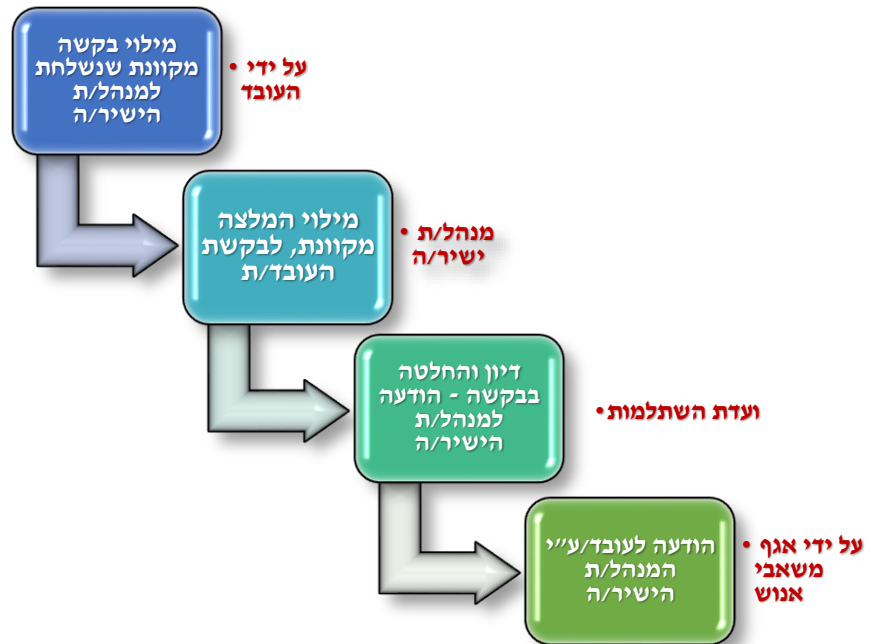 מילוי בקשה
מקוונת שנשלחת
למנהל/ת
הישיר/ה
• על ידי
העובד
מילוי המלצה
מקוונת, לבקשת
העובד/ת
• מנהל/ת
ישיר/ה
דיון והחלטה
בבקשה - הודעה
למנהל/ת
הישיר/ה
•ועדת השתלמות
הודעה לעובד/ע״י
המנהל/ת
הישיר/ה
• על ידי אגף
משאבי
אנוש